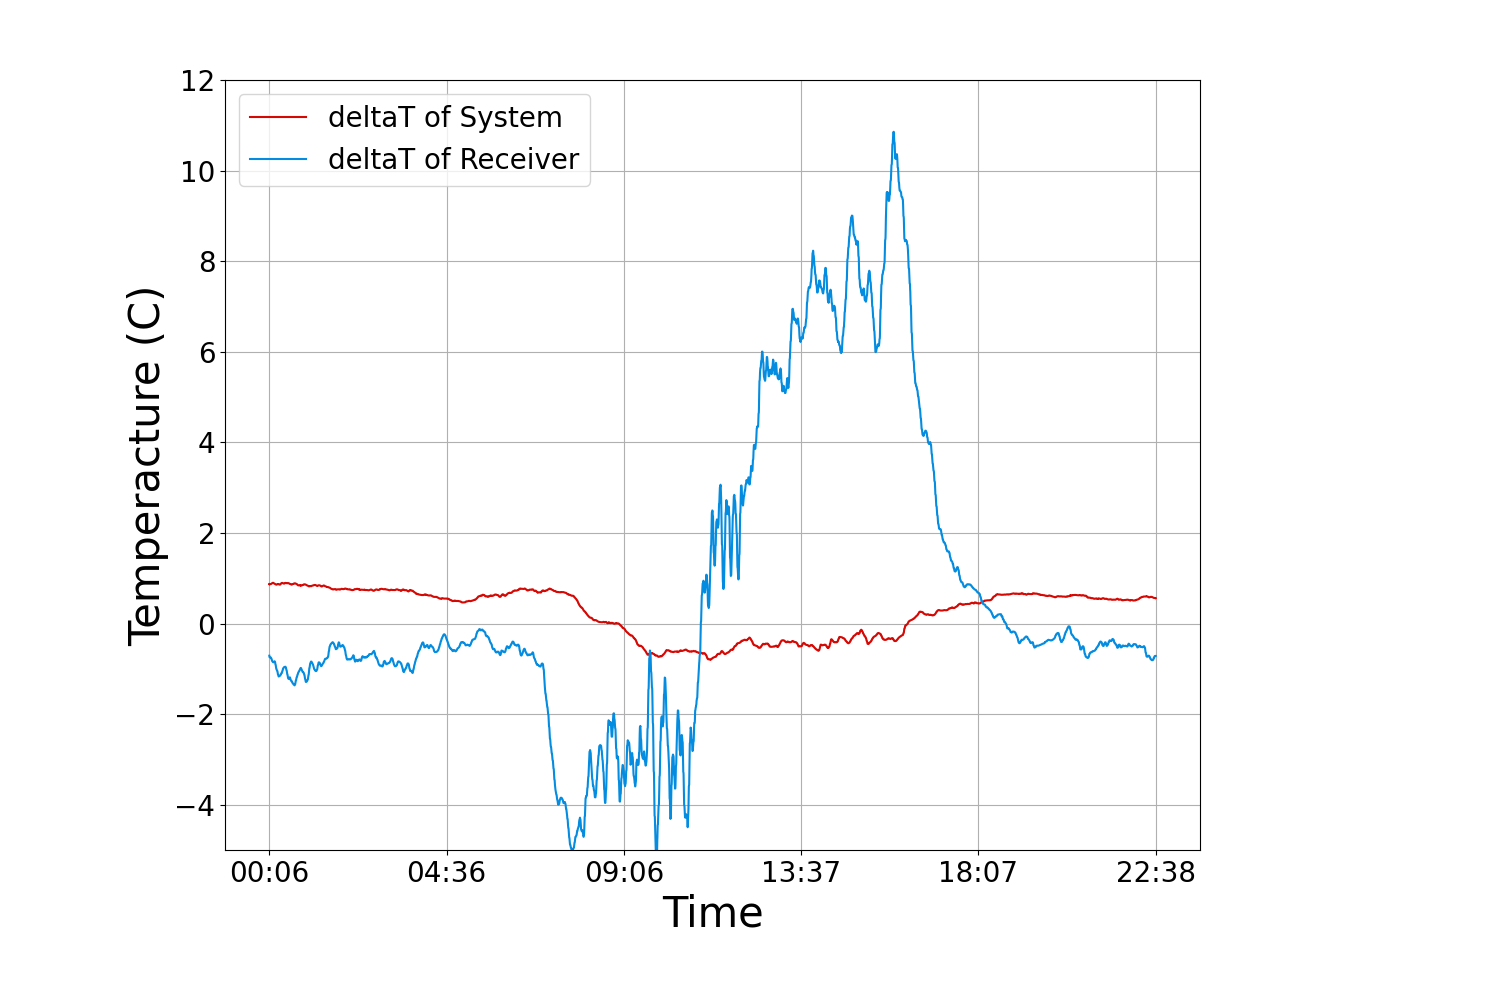 12
deltaT of System
deltaT of Receiver
10
8
6
4
2
0
−2
−4
Temperacture (C)
00:06 04:36 09:06 13:37 18:07 22:38
Time